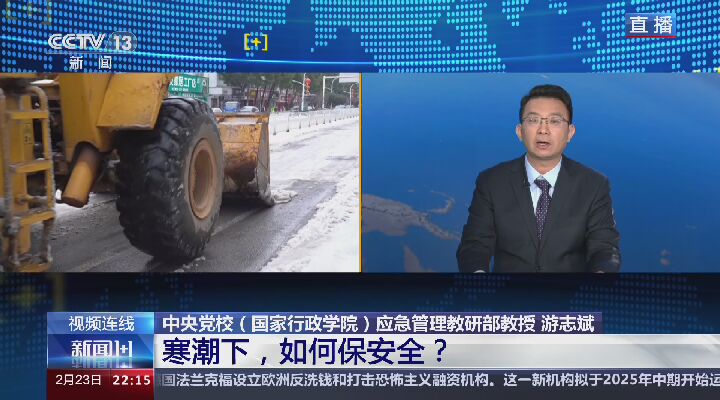 CCTV 13
新闻
[+]
直播
视频连线
中央党校（国家行政学院）应急管理教研部教授 游志斌
新闻1+1
寒潮下，如何保安全？
2月23日 22:15
国法兰克福设立欧洲反洗钱和打击恐怖主义融资机构。这一新机构拟于2025年中期开始运